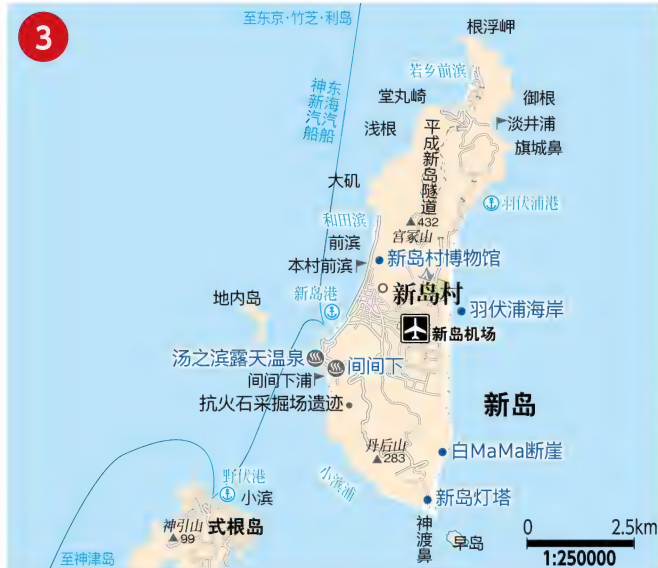 3
至东京·竹芝·利岛
东海汽船
神新汽船
根浮岬
若乡前滨
堂丸崎
御根
浅根
淡井浦
平成新岛隧道
旗城鼻
大矶
羽伏浦港
和田滨
432
宫冢山
前滨
本村前滨
新岛村博物馆
地内岛
新岛港
新岛村
羽伏浦海岸
新岛机场
汤之滨露天温泉
间间下
间间下浦
新岛
抗火石采掘场遗迹
丹后山
283
白MaMa断崖
小滨浦
野伏港
小滨
新岛灯塔
神引山
99
式根岛
神渡鼻
早岛
0 2.5km
1:250000
至神津岛